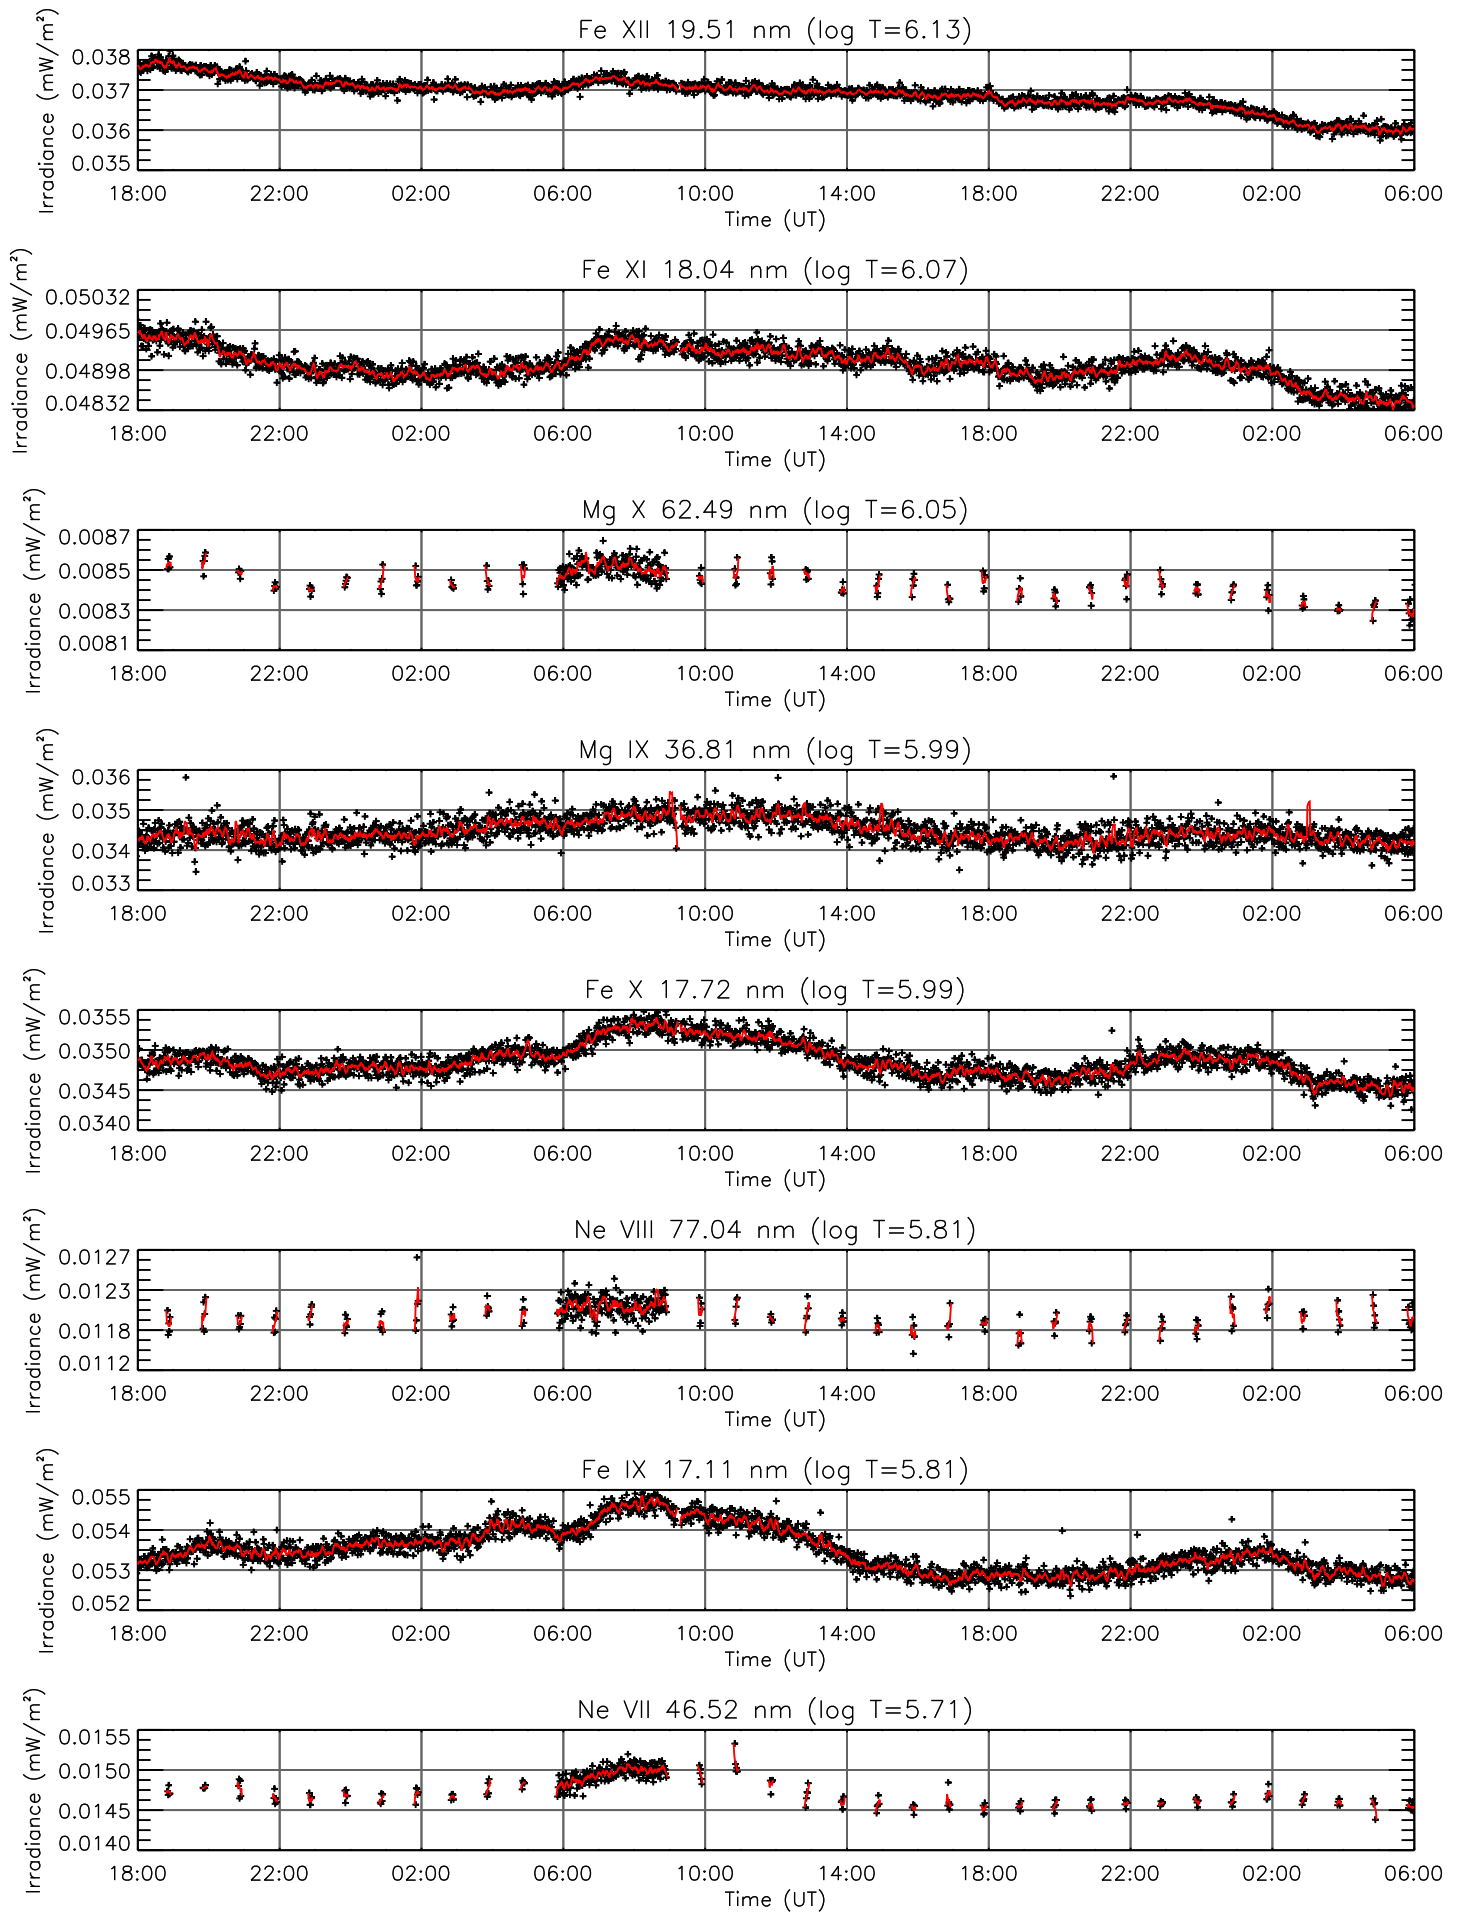 Fe XII 19.51 nm (log T=6.13)
Irradiance (mW/m²)
0.038
0.037
0.036
0.035
18:00 22:00 02:00 06:00 10:00 14:00 18:00 22:00 02:00 06:00
Time (UT)
Fe XI 18.04 nm (log T=6.07)
Irradiance (mW/m²)
0.05032
0.04965
0.04898
0.04832
18:00 22:00 02:00 06:00 10:00 14:00 18:00 22:00 02:00 06:00
Time (UT)
Mg X 62.49 nm (log T=6.05)
Irradiance (mW/m²)
0.0087
0.0085
0.0083
0.0081
18:00 22:00 02:00 06:00 10:00 14:00 18:00 22:00 02:00 06:00
Time (UT)
Mg IX 36.81 nm (log T=5.99)
Irradiance (mW/m²)
0.036
0.035
0.034
0.033
18:00 22:00 02:00 06:00 10:00 14:00 18:00 22:00 02:00 06:00
Time (UT)
Fe X 17.72 nm (log T=5.99)
Irradiance (mW/m²)
0.0355
0.0350
0.0345
0.0340
18:00 22:00 02:00 06:00 10:00 14:00 18:00 22:00 02:00 06:00
Time (UT)
Ne VIII 77.04 nm (log T=5.81)
Irradiance (mW/m²)
0.0127
0.0123
0.0118
0.0112
18:00 22:00 02:00 06:00 10:00 14:00 18:00 22:00 02:00 06:00
Time (UT)
Fe IX 17.11 nm (log T=5.81)
Irradiance (mW/m²)
0.055
0.054
0.053
0.052
18:00 22:00 02:00 06:00 10:00 14:00 18:00 22:00 02:00 06:00
Time (UT)
Ne VII 46.52 nm (log T=5.71)
Irradiance (mW/m²)
0.0155
0.0150
0.0145
0.0140
18:00 22:00 02:00 06:00 10:00 14:00 18:00 22:00 02:00 06:00
Time (UT)